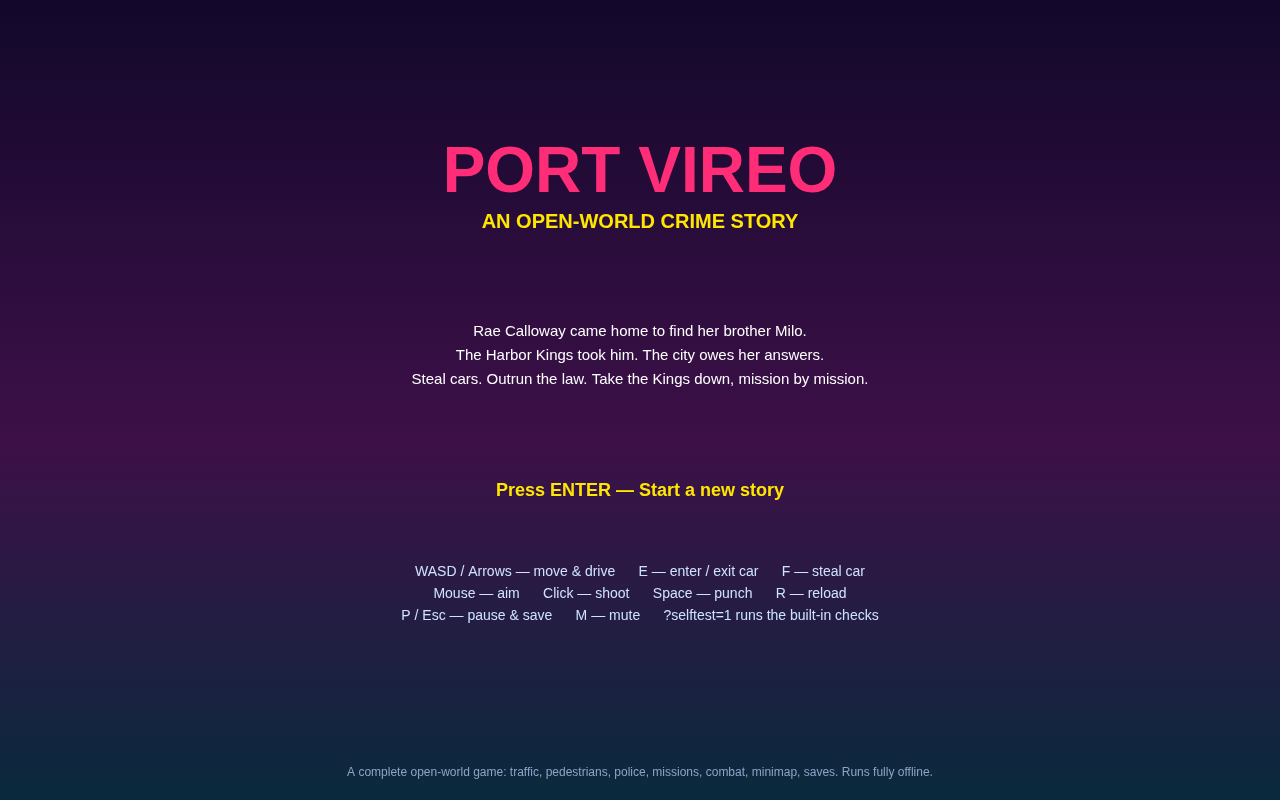 PORT VIREO
AN OPEN-WORLD CRIME STORY
Rae Calloway came home to find her brother Milo.
The Harbor Kings took him. The city owes her answers.
Steal cars. Outrun the law. Take the Kings down, mission by mission.
Press ENTER — Start a new story
WASD / Arrows — move & drive E — enter / exit car F — steal car
Mouse — aim Click — shoot Space — punch R — reload
P / Esc — pause & save M — mute ?selftest=1 runs the built-in checks
A complete open-world game: traffic, pedestrians, police, missions, combat, minimap, saves. Runs fully offline.